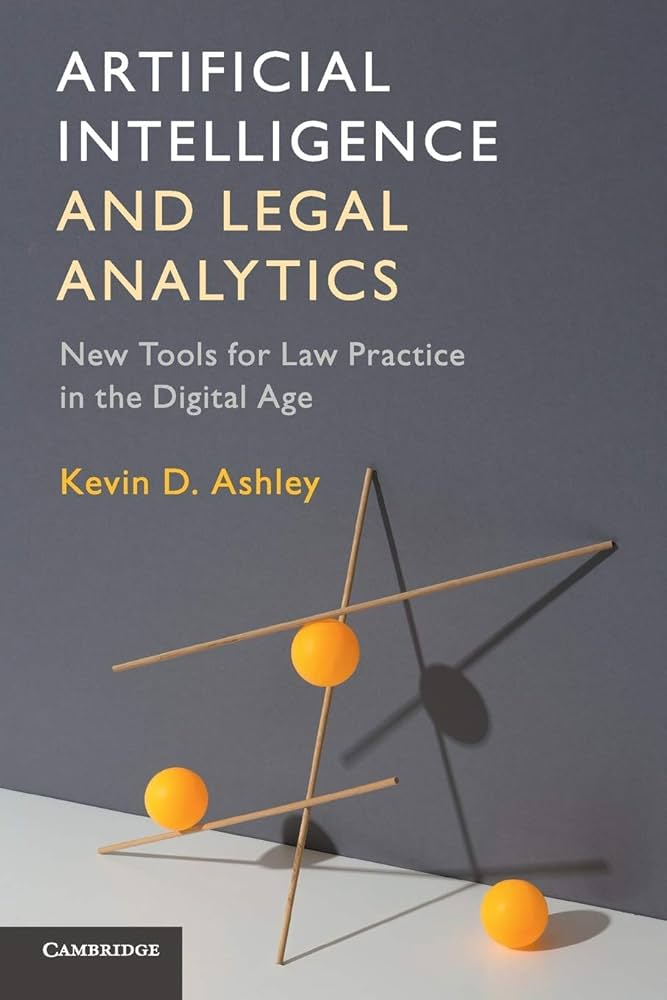 ARTIFICIAL
INTELLIGENCE
AND LEGAL
ANALYTICS
New Tools for Law Practice
in the Digital Age
Kevin D. Ashley
CAMBRIDGE